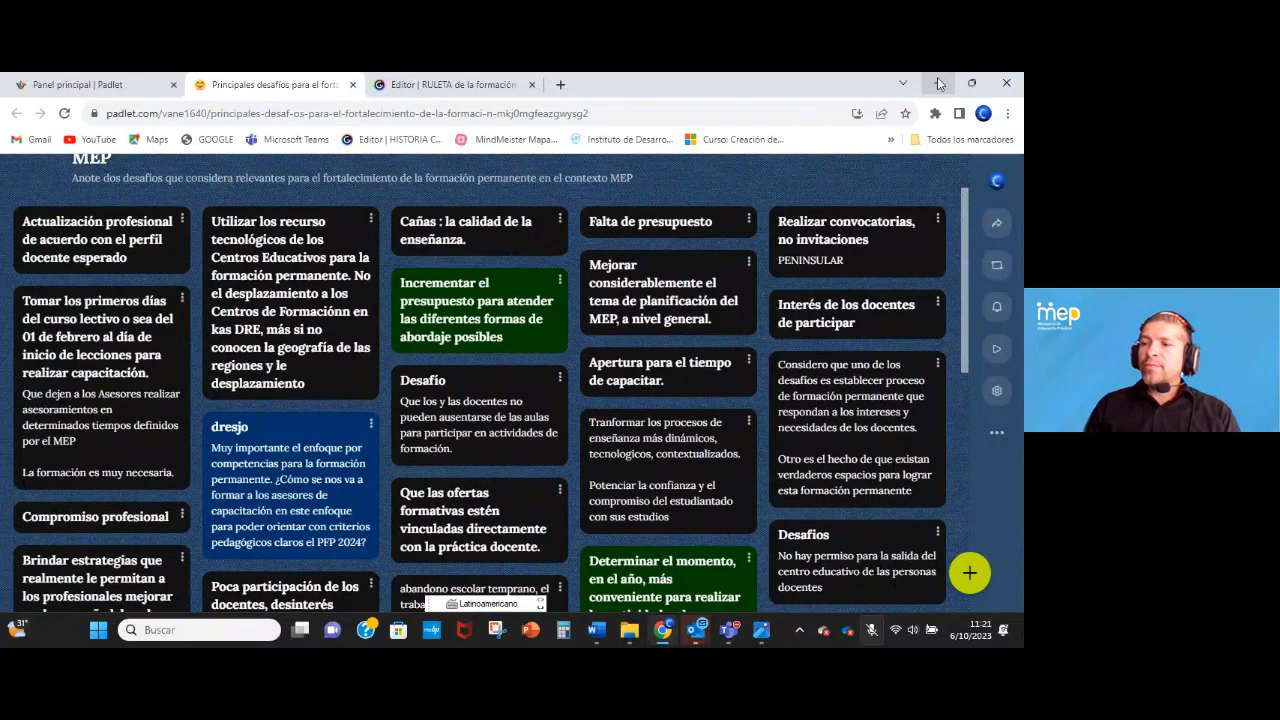 Panel principal | Padlet
Principales desafíos para el forta
Editor | RULETA de la formación
padlet.com/vane1640/principales-desaf-os-para-el-fortalecimiento-de-la-formaci-n-mkj0mgfeazgwysg2
Gmail
YouTube
Maps
GOOGLE
Microsoft Teams
Editor | HISTORIA C...
MindMeister Mapa...
Instituto de Desarro...
Curso: Creación de...
»
Todos los marcadores
MEP
Anote dos desafíos que considera relevantes para el fortalecimiento de la formación permanente en el contexto MEP
Actualización profesional
de acuerdo con el perfil
docente esperado
Tomar los primeros días
del curso lectivo o sea del
01 de febrero al día de
inicio de lecciones para
realizar capacitación.
Que dejen a los Asesores realizar
asesoramientos en
determinados tiempos definidos
por el MEP
La formación es muy necesaria.
Compromiso profesional
Brindar estrategias que
realmente le permitan a
los profesionales mejorar
Utilizar los recurso
tecnológicos de los
Centros Educativos para la
formación permanente. No
el desplazamiento a los
Centros de Formaciónn en
kas DRE, más si no
conocen la geografía de las
regiones y le
desplazamiento
dresjo
Muy importante el enfoque por
competencias para la formación
permanente. ¿Cómo se nos va a
formar a los asesores de
capacitación en este enfoque
para poder orientar con criterios
pedagógicos claros el PFP 2024?
Poca participación de los
docentes, desinterés
Cañas : la calidad de la
enseñanza.
Incrementar el
presupuesto para atender
las diferentes formas de
abordaje posibles
Desafío
Que los y las docentes no
pueden ausentarse de las aulas
para participar en actividades de
formación.
Que las ofertas
formativas estén
vinculadas directamente
con la práctica docente.
abandono escolar temprano, el
traba
Latinoamericano
Falta de presupuesto
Mejorar
considerablemente el
tema de planificación del
MEP, a nivel general.
Apertura para el tiempo
de capacitar.
Tranformar los procesos de
enseñanza más dinámicos,
tecnologicos, contextualizados.
Potenciar la confianza y el
compromiso del estudiantado
con sus estudios
Determinar el momento,
en el año, más
conveniente para realizar
Realizar convocatorias,
no invitaciones
PENINSULAR
Interés de los docentes
de participar
Considero que uno de los
desafíos es establecer proceso
de formación permanente que
respondan a los intereses y
necesidades de los docentes.
Otro es el hecho de que existan
verdaderos espacios para lograr
esta formación permanente
Desafios
No hay permiso para la salida del
centro educativo de las personas
docentes
mep
31°
Buscar
11:21
6/10/2023